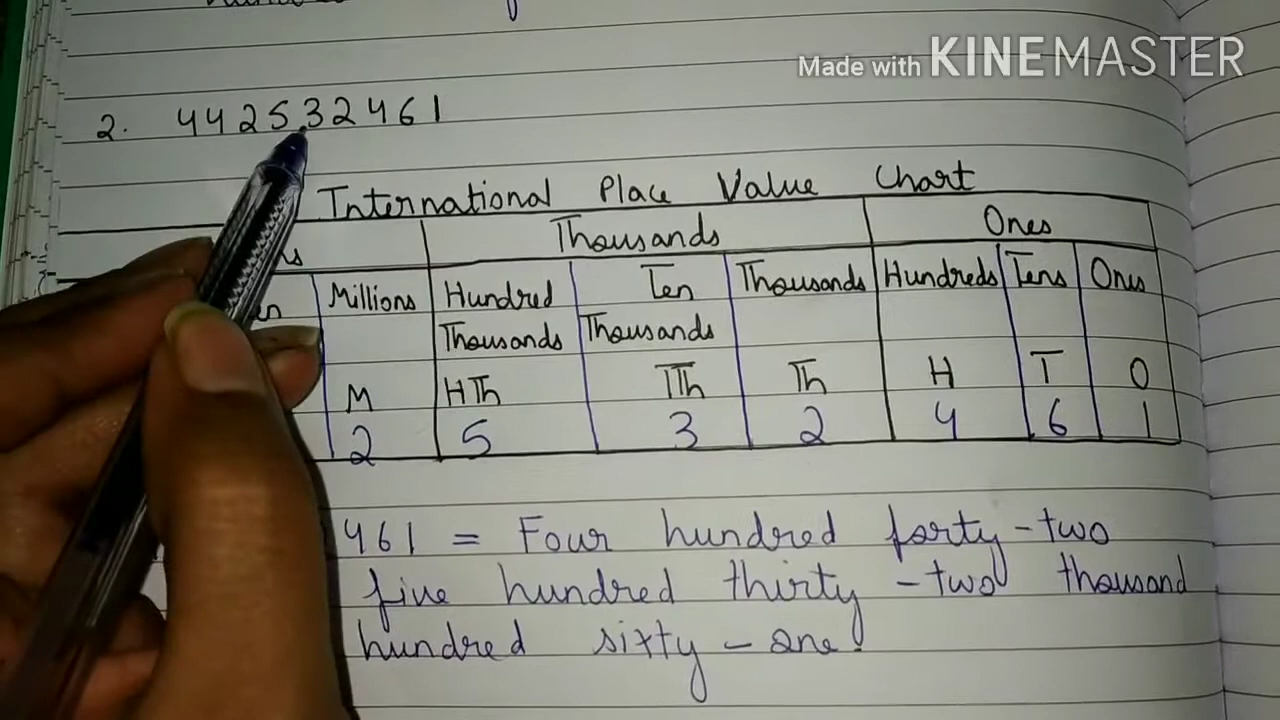 Made with KINEMASTER
2. 442532461
International Place Value Chart
Thousands Ones
Millions Hundred Thousands Ten Thousands Thousands Hundreds Tens Ones
M HTh TTh Th H T O
2 5 3 2 4 6 1
461 = Four hundred forty-two
five hundred thirty-two thousand
hundred sixty-one.